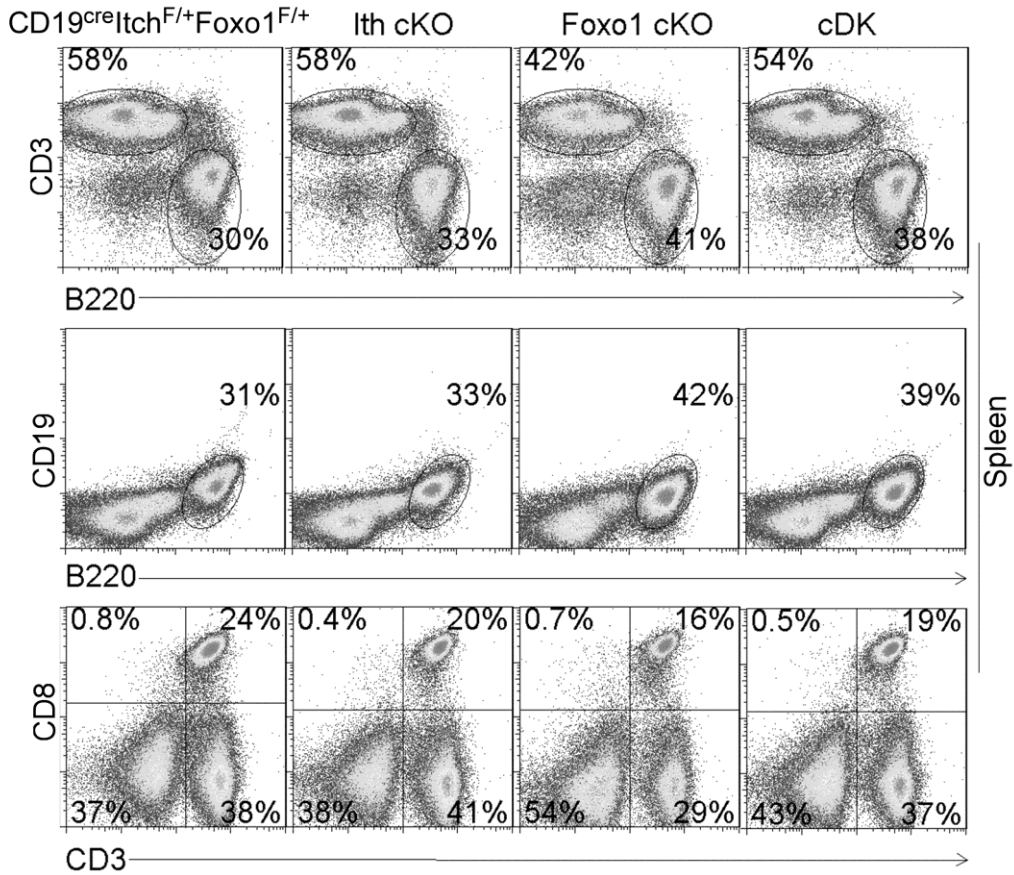 CD19creItchF/+Foxo1F/+ Ith cKO Foxo1 cKO cDK
58% 58% 42% 54%
CD3
30% 33% 41% 38%
B220
31% 33% 42% 39%
CD19
Spleen
B220
0.8% 24% 0.4% 20% 0.7% 16% 0.5% 19%
CD8
37% 38% 38% 41% 54% 29% 43% 37%
CD3